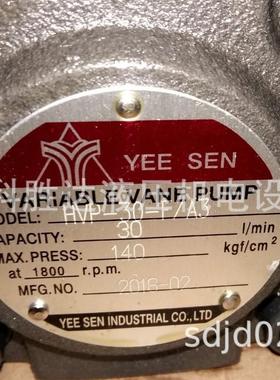 YEE SEN
VARIABLE VANE PUMP
MODEL: HVP-30-F/A3
CAPACITY: 30 l/min
MAX.PRESS: 140 kgf/cm²
at 1800 r.p.m.
MFG.NO. 2016-02
YEE SEN INDUSTRIAL CO.,LTD
sdjd02